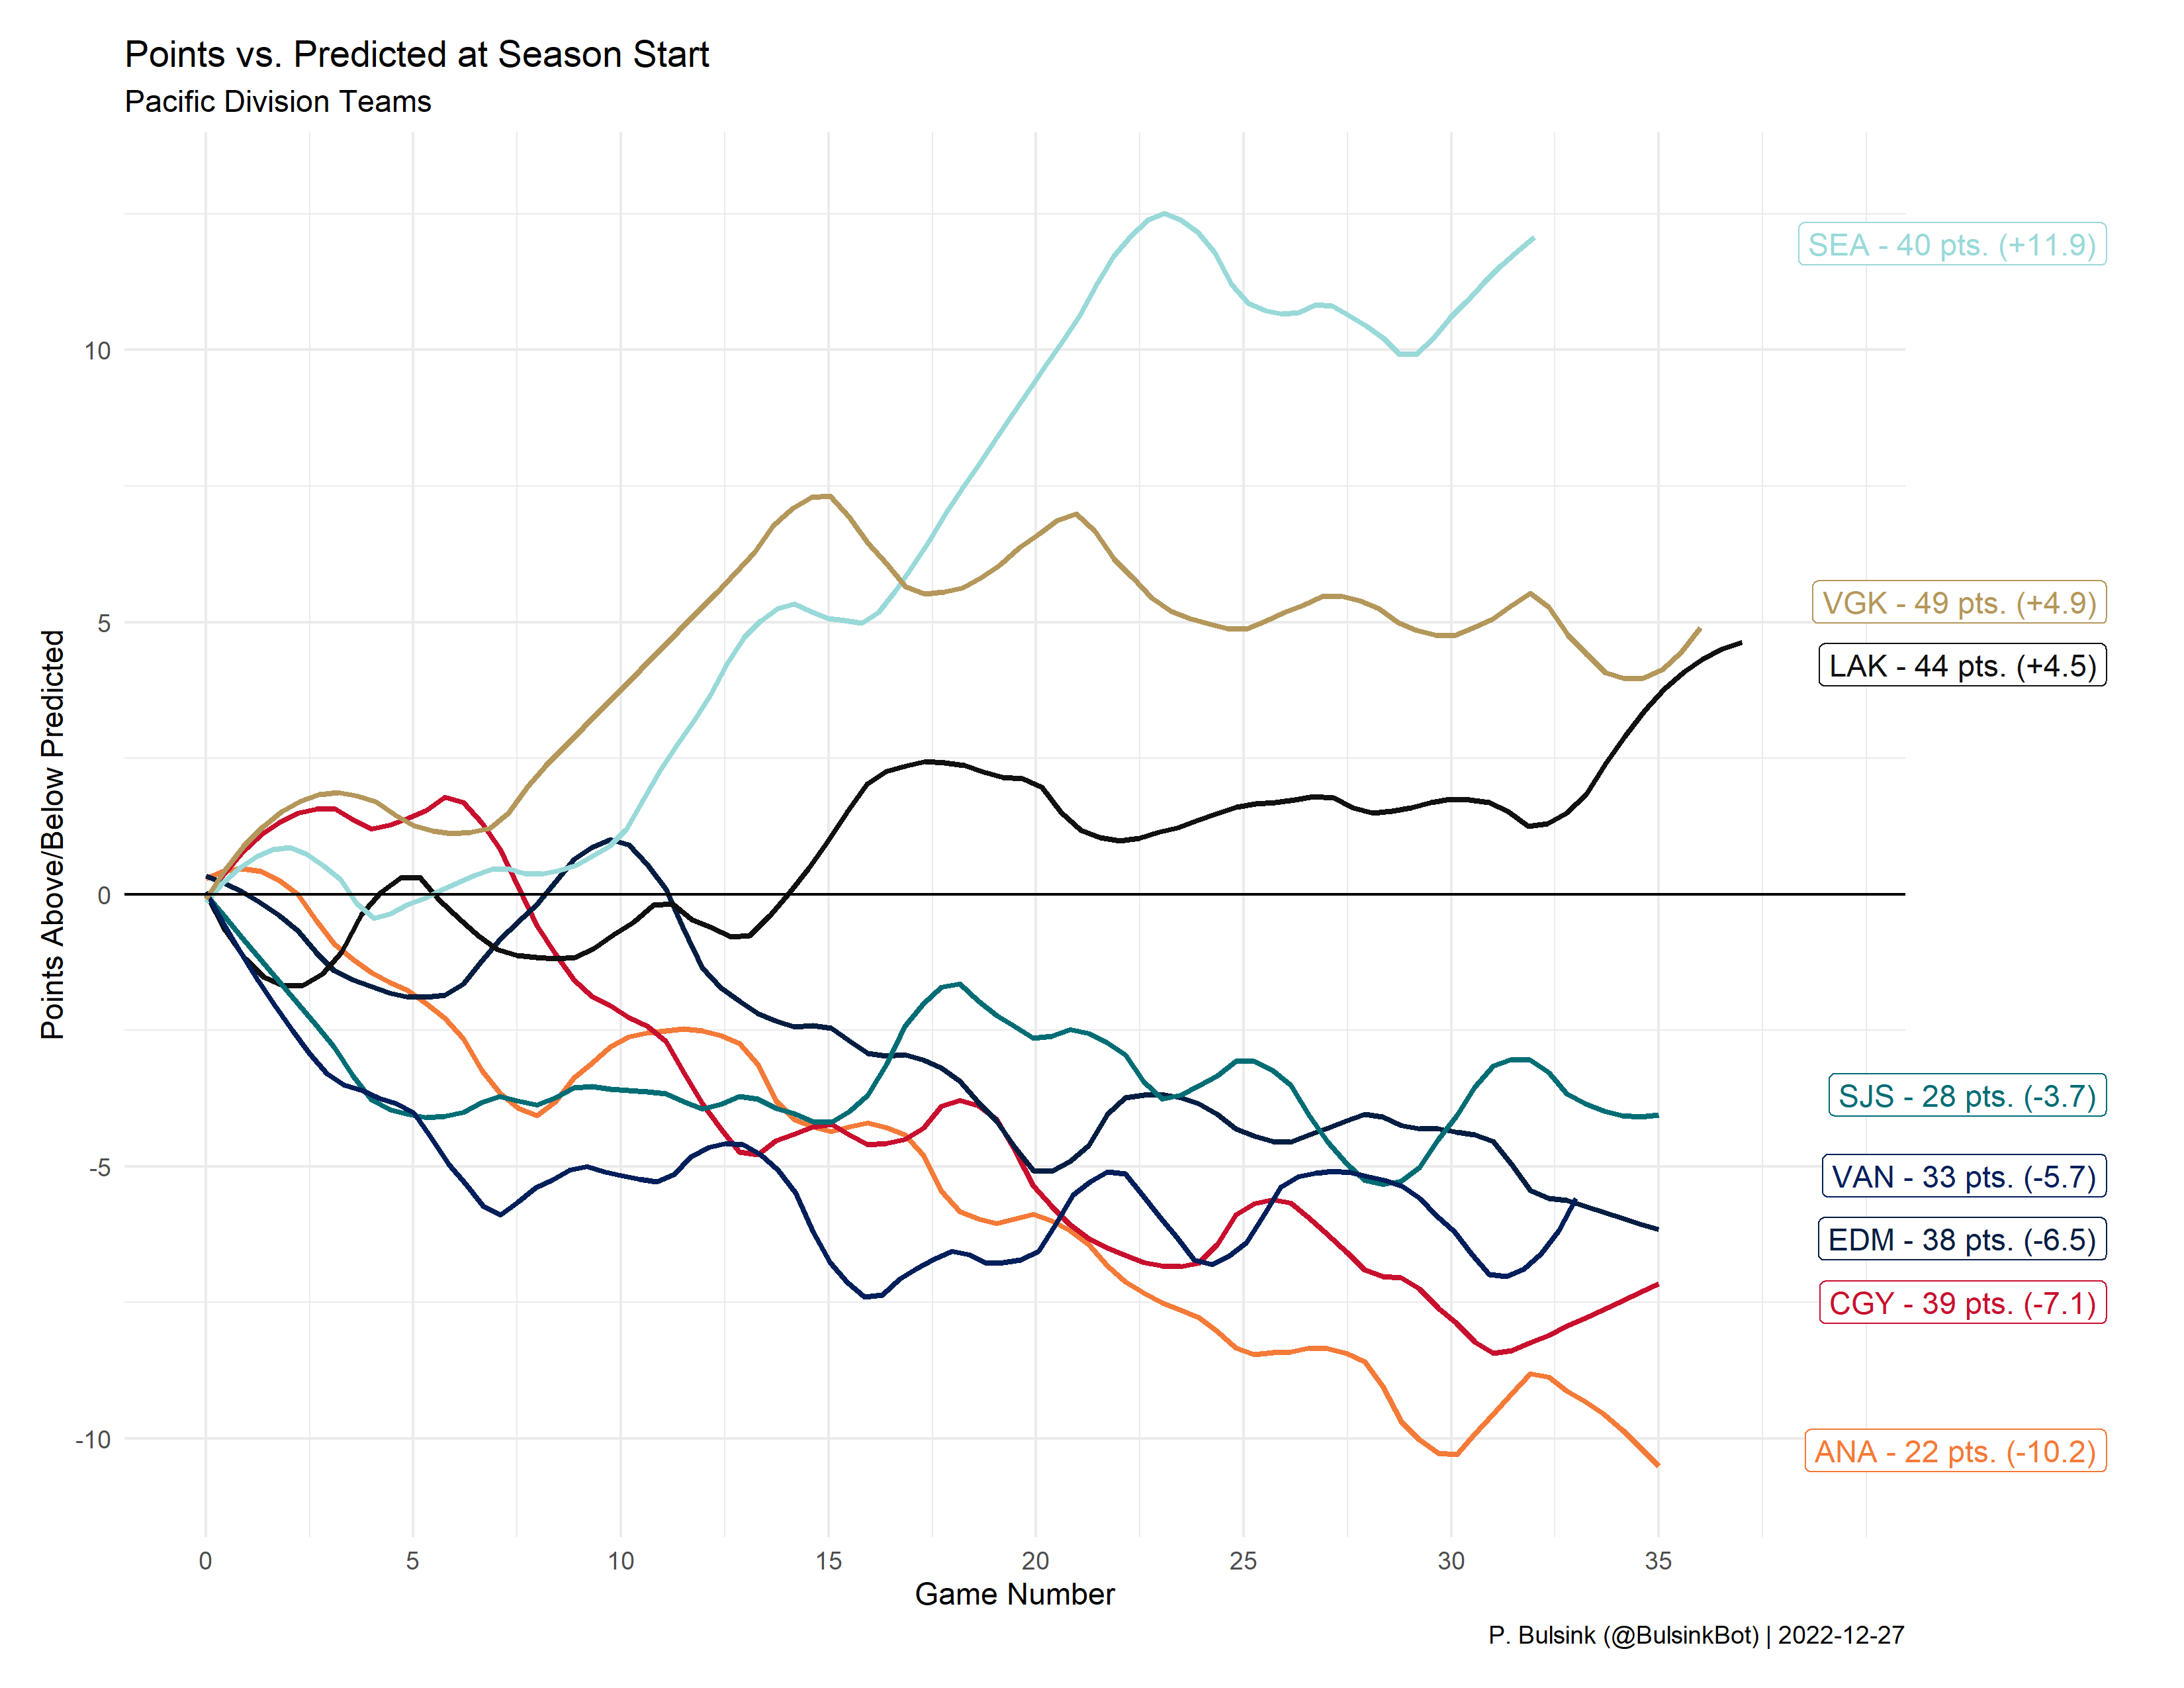 Points vs. Predicted at Season Start
Pacific Division Teams
Points Above/Below Predicted
10
5
0
-5
-10
SEA - 40 pts. (+11.9)
VGK - 49 pts. (+4.9)
LAK - 44 pts. (+4.5)
SJS - 28 pts. (-3.7)
VAN - 33 pts. (-5.7)
EDM - 38 pts. (-6.5)
CGY - 39 pts. (-7.1)
ANA - 22 pts. (-10.2)
0 5 10 15 20 25 30 35
Game Number
P. Bulsink (@BulsinkBot) | 2022-12-27